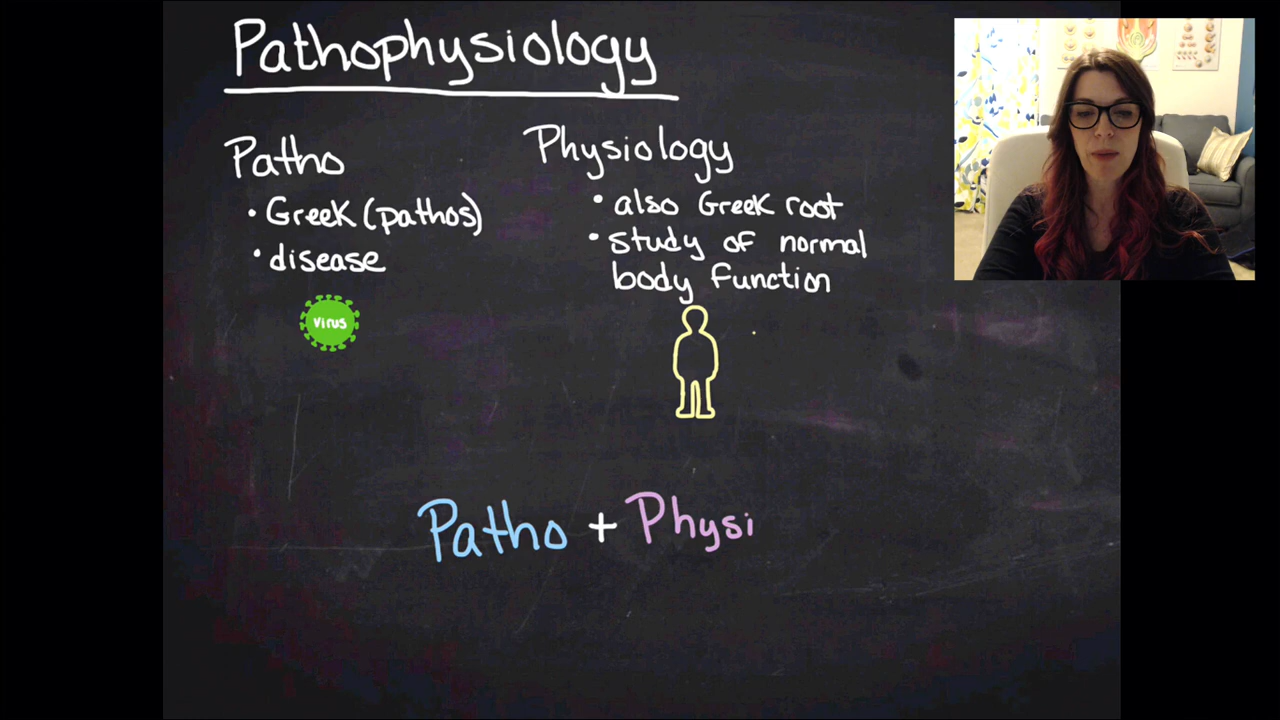 Pathophysiology
Patho
• Greek (pathos)
• disease
virus
Physiology
• also Greek root
• study of normal
body function
Patho + Physi